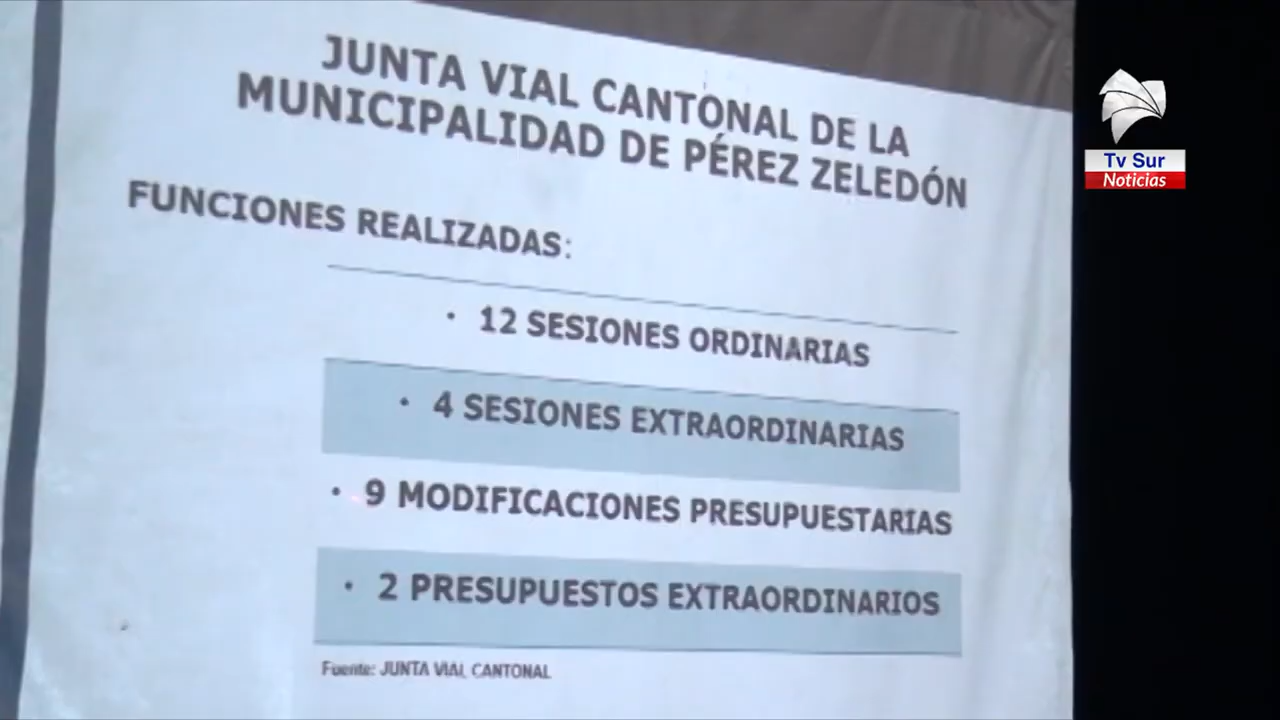 JUNTA VIAL CANTONAL DE LA
MUNICIPALIDAD DE PÉREZ ZELEDÓN
FUNCIONES REALIZADAS:
• 12 SESIONES ORDINARIAS
• 4 SESIONES EXTRAORDINARIAS
• 9 MODIFICACIONES PRESUPUESTARIAS
• 2 PRESUPUESTOS EXTRAORDINARIOS
Fuente: JUNTA VIAL CANTONAL
Tv Sur
Noticias